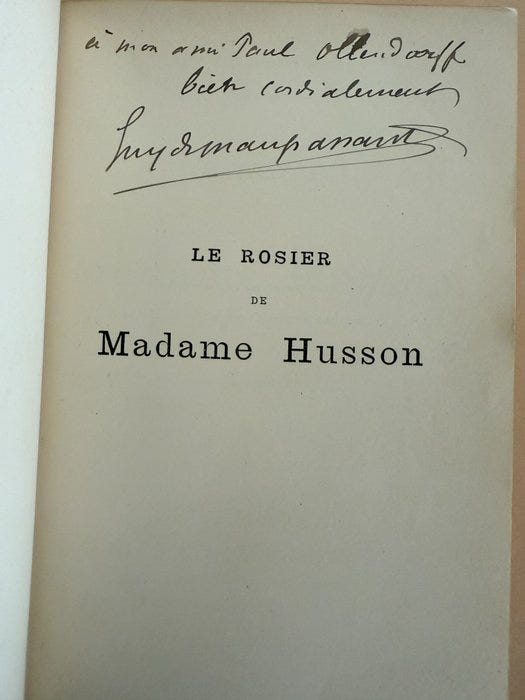 à mon ami Paul Ollendorff
bien cordialement
Guy de Maupassant
LE ROSIER
DE
Madame Husson